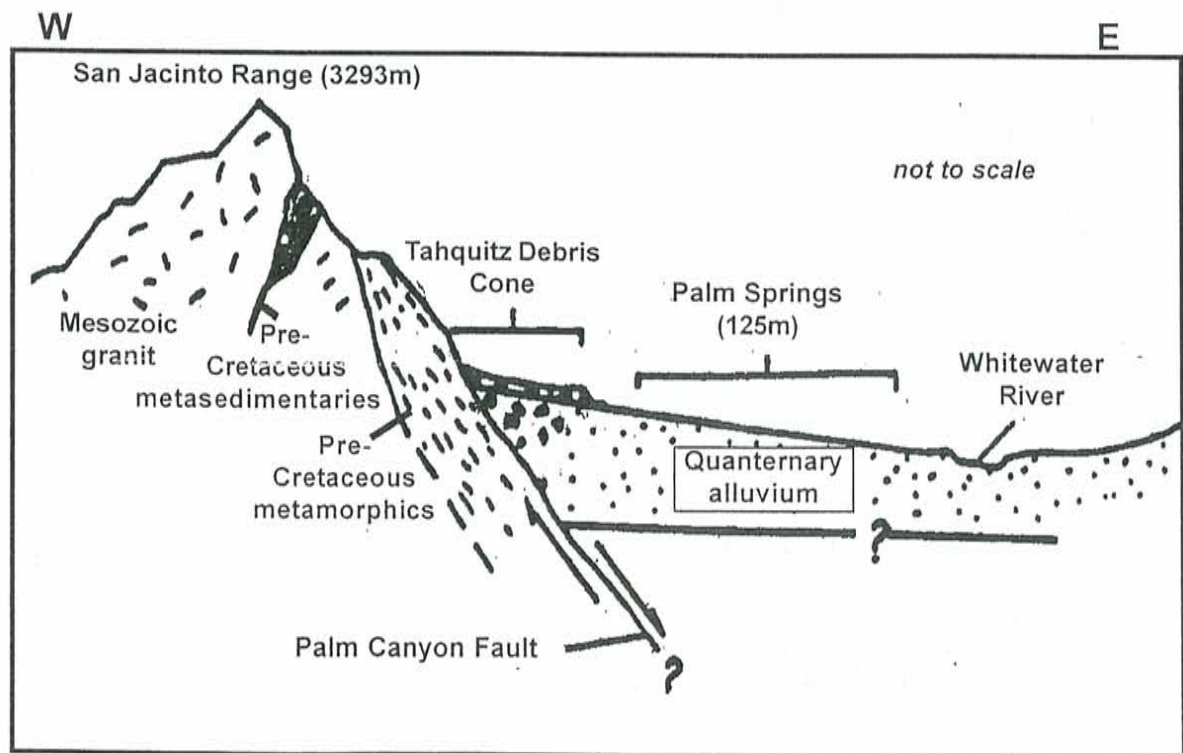 W
E
San Jacinto Range (3293m)
not to scale
Tahquitz Debris
Cone
Palm Springs
(125m)
Whitewater
River
Mesozoic
granit
Pre-
Cretaceous
metasedimentaries
Pre-
Cretaceous
metamorphics
Quanternary
alluvium
?
Palm Canyon Fault
?